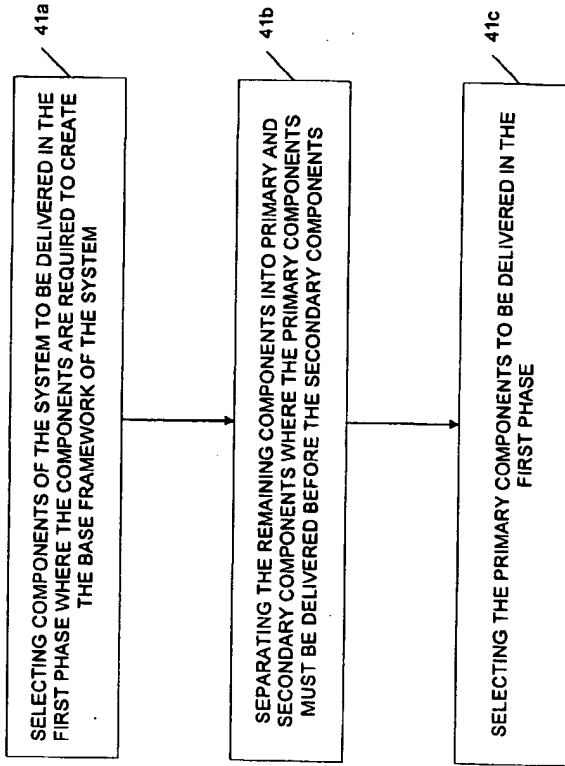 41a
SELECTING COMPONENTS OF THE SYSTEM TO BE DELIVERED IN THE
FIRST PHASE WHERE THE COMPONENTS ARE REQUIRED TO CREATE
THE BASE FRAMEWORK OF THE SYSTEM
41b
SEPARATING THE REMAINING COMPONENTS INTO PRIMARY AND
SECONDARY COMPONENTS WHERE THE PRIMARY COMPONENTS
MUST BE DELIVERED BEFORE THE SECONDARY COMPONENTS
41c
SELECTING THE PRIMARY COMPONENTS TO BE DELIVERED IN THE
FIRST PHASE